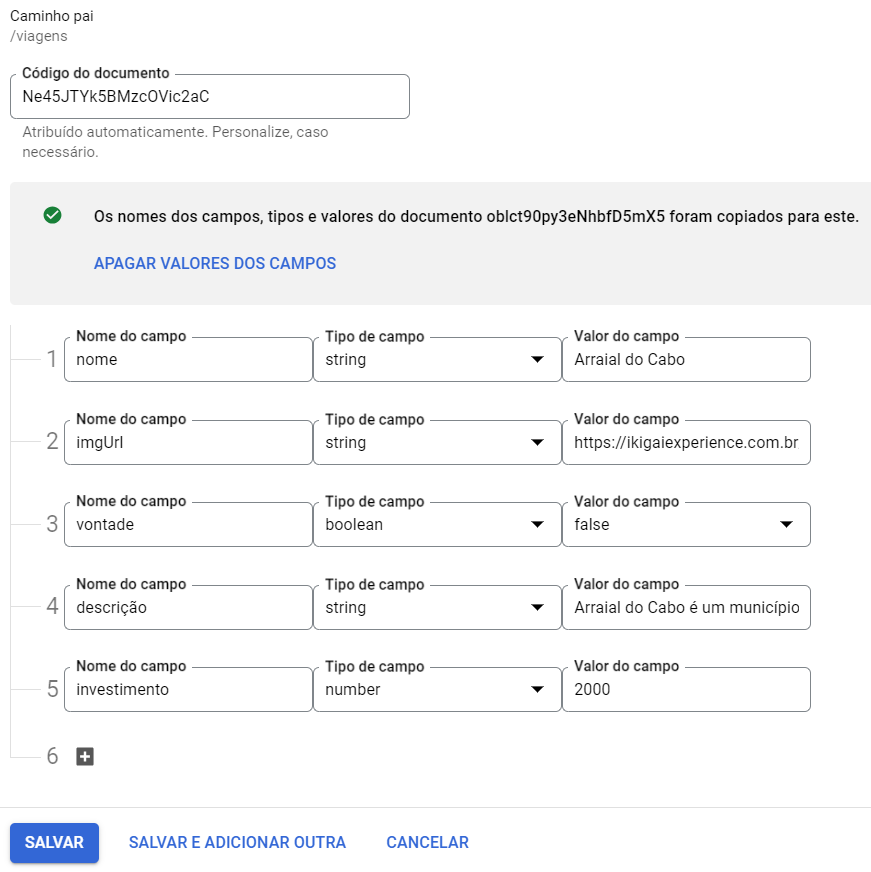 Caminho pai
/viagens
Código do documento
Ne45JTYk5BMzcOVic2aC
Atribuído automaticamente. Personalize, caso
necessário.
Os nomes dos campos, tipos e valores do documento oblct90py3eNhbfD5mX5 foram copiados para este.
APAGAR VALORES DOS CAMPOS
Nome do campo Tipo de campo Valor do campo
1 nome string Arraial do Cabo
Nome do campo Tipo de campo Valor do campo
2 imgUrl string https://ikigaiexperience.com.br
Nome do campo Tipo de campo Valor do campo
3 vontade boolean false
Nome do campo Tipo de campo Valor do campo
4 descrição string Arraial do Cabo é um município
Nome do campo Tipo de campo Valor do campo
5 investimento number 2000
6
SALVAR SALVAR E ADICIONAR OUTRA CANCELAR